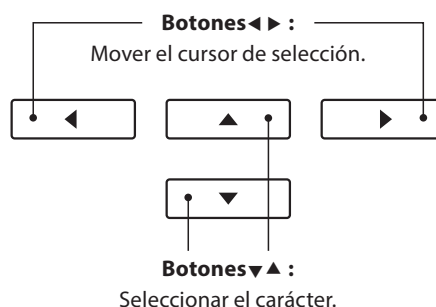 Botones◀ ▶ :
Mover el cursor de selección.
Botones▼▲ :
Seleccionar el carácter.